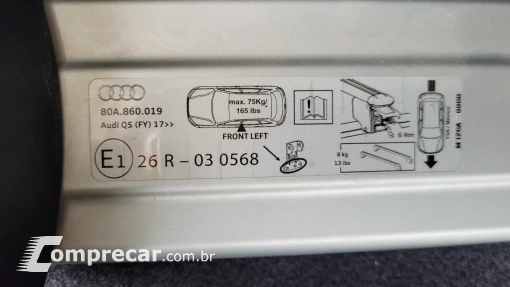 80A.860.019
Audi Q5 (FY) 17>>
max. 75Kg/
165 lbs
FRONT LEFT
E1 26 R - 03 0568
6 Nm
6 kg
13 lbs
Comprecar.com.br